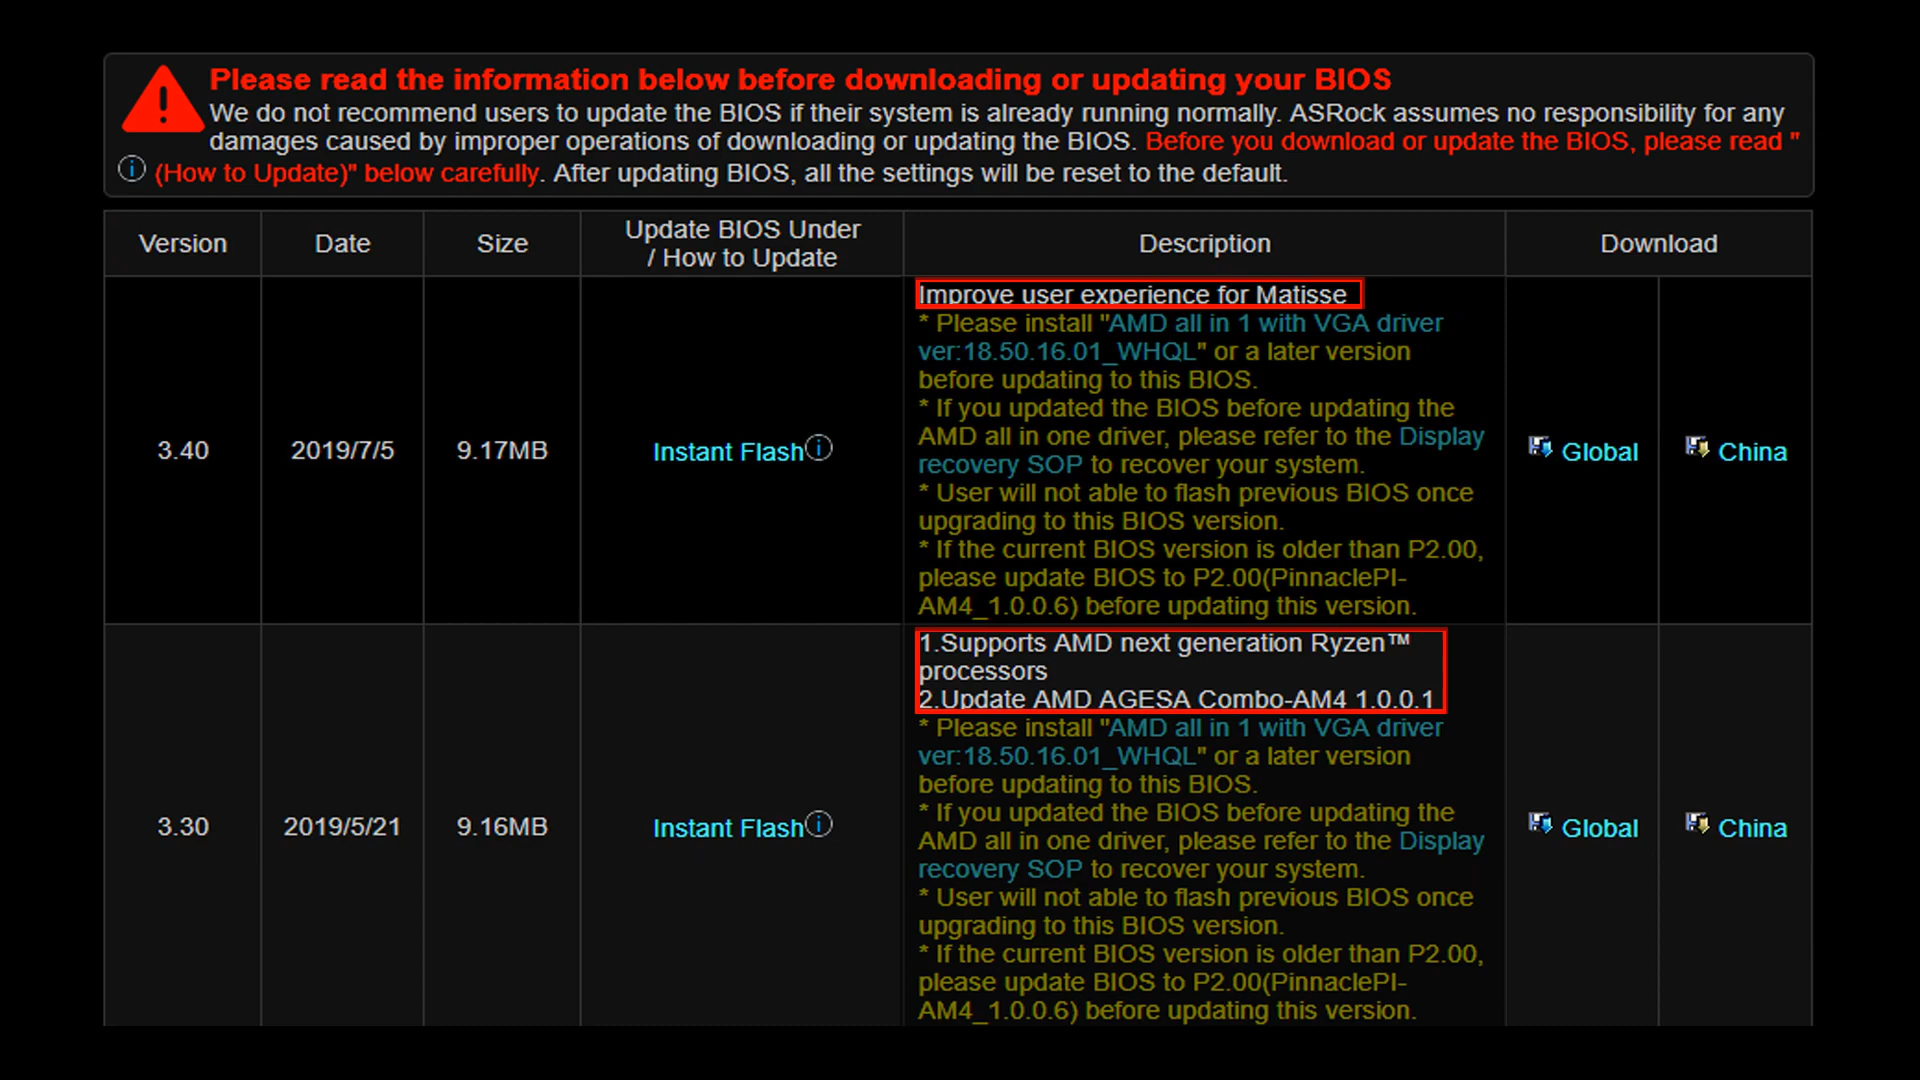 Please read the information below before downloading or updating your BIOS
We do not recommend users to update the BIOS if their system is already running normally. ASRock assumes no responsibility for any
damages caused by improper operations of downloading or updating the BIOS. Before you download or update the BIOS, please read "
(How to Update)" below carefully. After updating BIOS, all the settings will be reset to the default.
Version
Date
Size
Update BIOS Under
/ How to Update
Description
Download
3.40
2019/7/5
9.17MB
Instant Flash
Improve user experience for Matisse
* Please install "AMD all in 1 with VGA driver
ver:18.50.16.01_WHQL" or a later version
before updating to this BIOS.
* If you updated the BIOS before updating the
AMD all in one driver, please refer to the Display
recovery SOP to recover your system.
* User will not able to flash previous BIOS once
upgrading to this BIOS version.
* If the current BIOS version is older than P2.00,
please update BIOS to P2.00(PinnaclePI-
AM4_1.0.0.6) before updating this version.
Global
China
3.30
2019/5/21
9.16MB
Instant Flash
1.Supports AMD next generation Ryzen™
processors
2.Update AMD AGESA Combo-AM4 1.0.0.1
* Please install "AMD all in 1 with VGA driver
ver:18.50.16.01_WHQL" or a later version
before updating to this BIOS.
* If you updated the BIOS before updating the
AMD all in one driver, please refer to the Display
recovery SOP to recover your system.
* User will not able to flash previous BIOS once
upgrading to this BIOS version.
* If the current BIOS version is older than P2.00,
please update BIOS to P2.00(PinnaclePI-
AM4_1.0.0.6) before updating this version.
Global
China